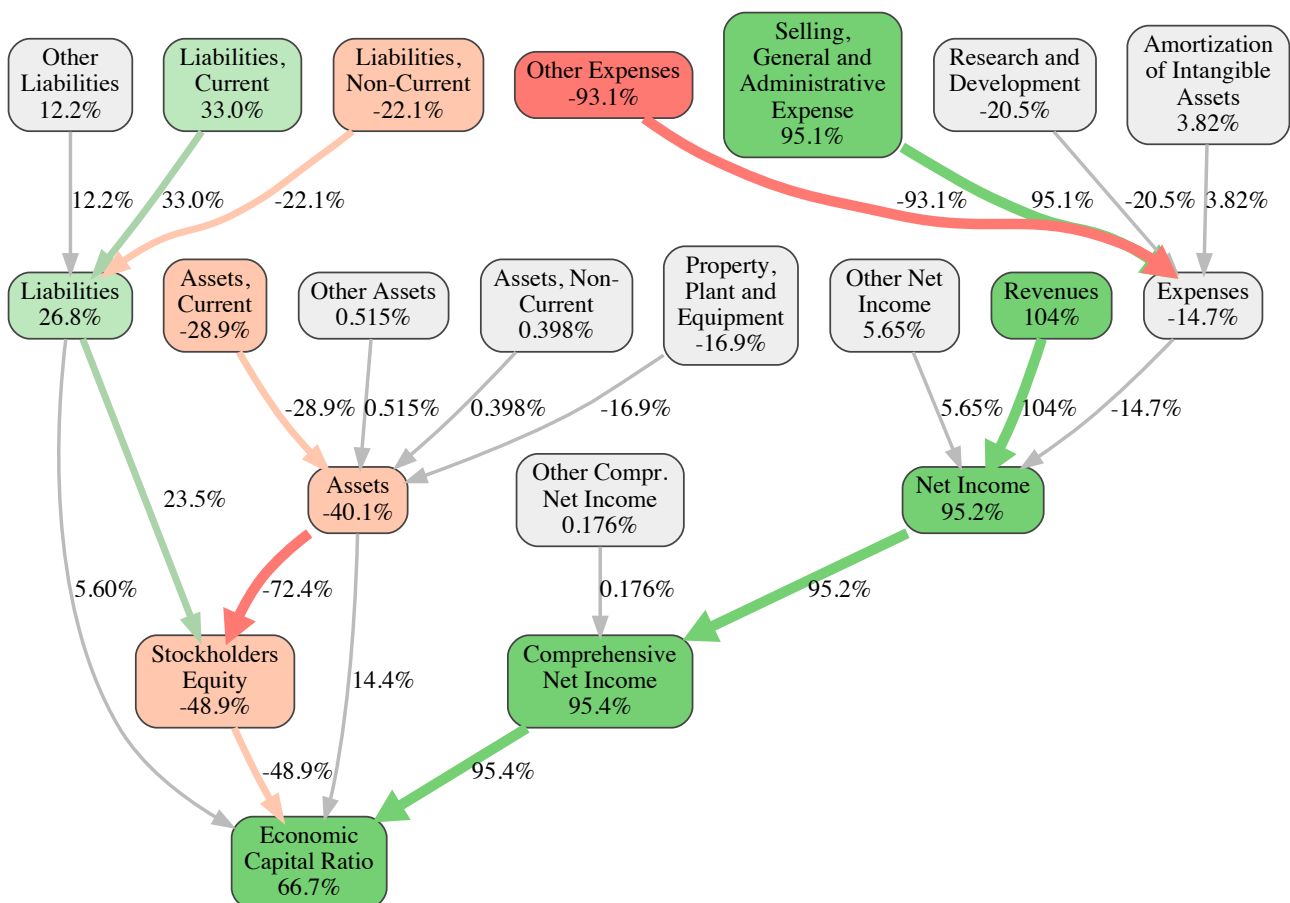 Other
Liabilities
12.2%
Liabilities,
Current
33.0%
Liabilities,
Non-Current
-22.1%
Other Expenses
-93.1%
Selling,
General and
Administrative
Expense
95.1%
Research and
Development
-20.5%
Amortization
of Intangible
Assets
3.82%
12.2%
33.0%
-22.1%
-93.1%
95.1%
-20.5%
3.82%
Liabilities
26.8%
Assets,
Current
-28.9%
Other Assets
0.515%
Assets, Non-
Current
0.398%
Property,
Plant and
Equipment
-16.9%
Other Net
Income
5.65%
Revenues
104%
Expenses
-14.7%
-28.9%
0.515%
0.398%
-16.9%
5.65%
104%
-14.7%
Assets
-40.1%
Other Compr.
Net Income
0.176%
Net Income
95.2%
23.5%
5.60%
-72.4%
0.176%
95.2%
Stockholders
Equity
-48.9%
14.4%
Comprehensive
Net Income
95.4%
-48.9%
95.4%
Economic
Capital Ratio
66.7%